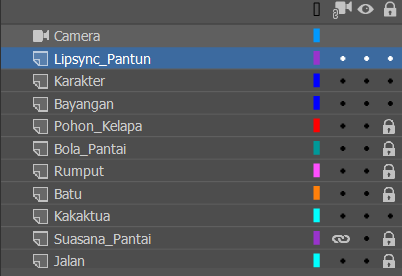 Camera
Lipsync_Pantun
Karakter
Bayangan
Pohon_Kelapa
Bola_Pantai
Rumput
Batu
Kakaktua
Suasana_Pantai
Jalan